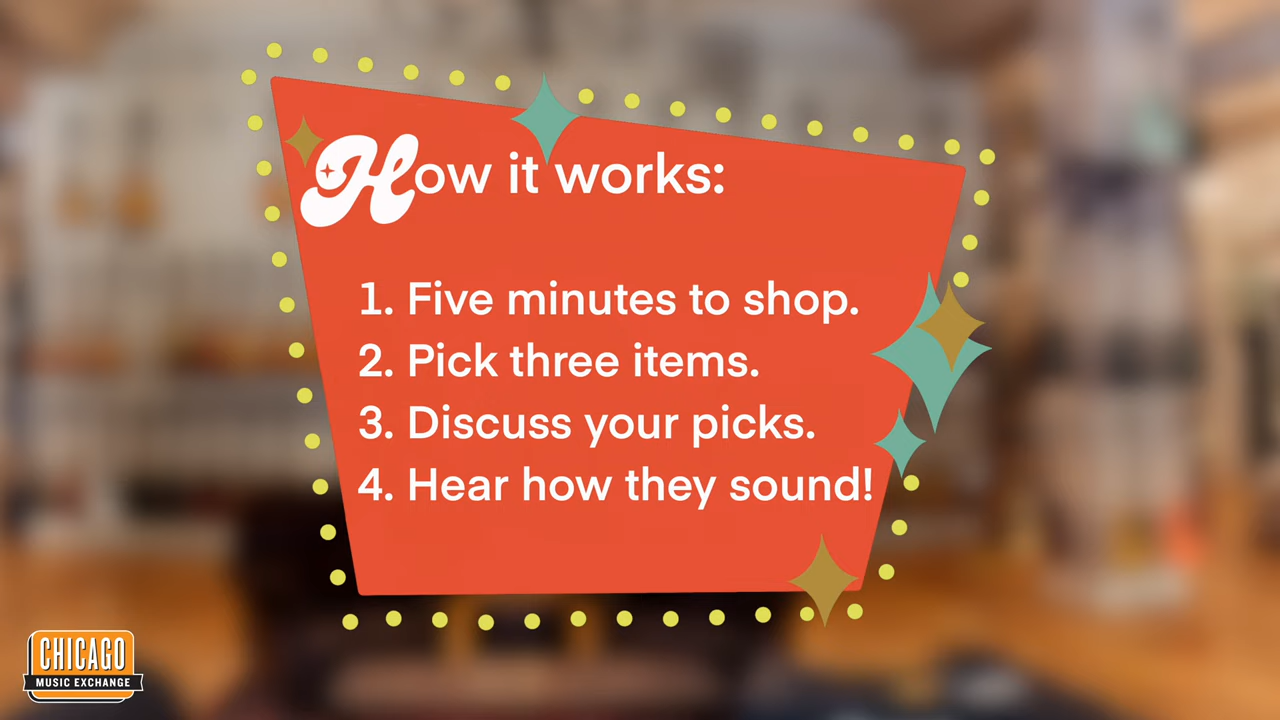 How it works:
1. Five minutes to shop.
2. Pick three items.
3. Discuss your picks.
4. Hear how they sound!
CHICAGO
MUSIC EXCHANGE